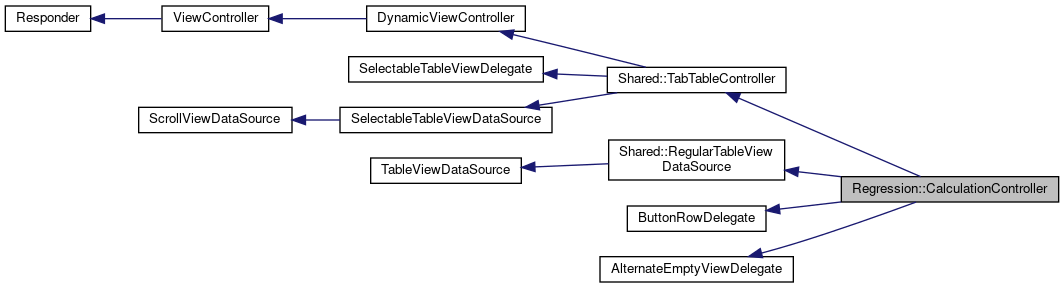 Responder
ViewController
DynamicViewController
SelectableTableViewDelegate
Shared::TabTableController
ScrollViewDataSource
SelectableTableViewDataSource
Shared::RegularTableView
DataSource
TableViewDataSource
Regression::CalculationController
ButtonRowDelegate
AlternateEmptyViewDelegate